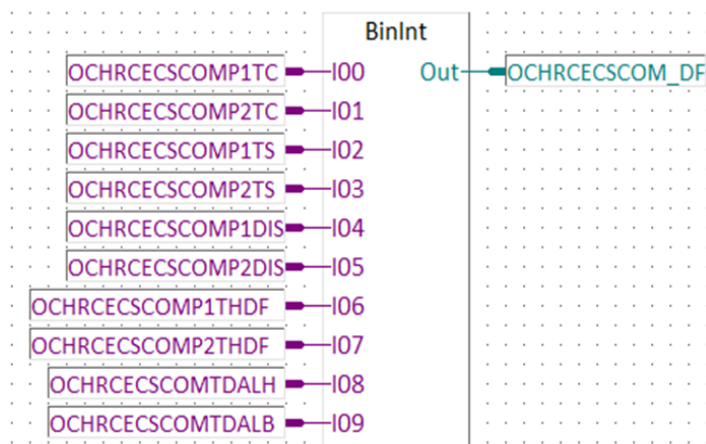 BinInt
OCHRCECSCOMP1TC I00 Out OCHRCECSCOM_DF
OCHRCECSCOMP2TC I01
OCHRCECSCOMP1TS I02
OCHRCECSCOMP2TS I03
OCHRCECSCOMP1DIS I04
OCHRCECSCOMP2DIS I05
OCHRCECSCOMP1THDF I06
OCHRCECSCOMP2THDF I07
OCHRCECSCOMTDALH I08
OCHRCECSCOMTDALB I09